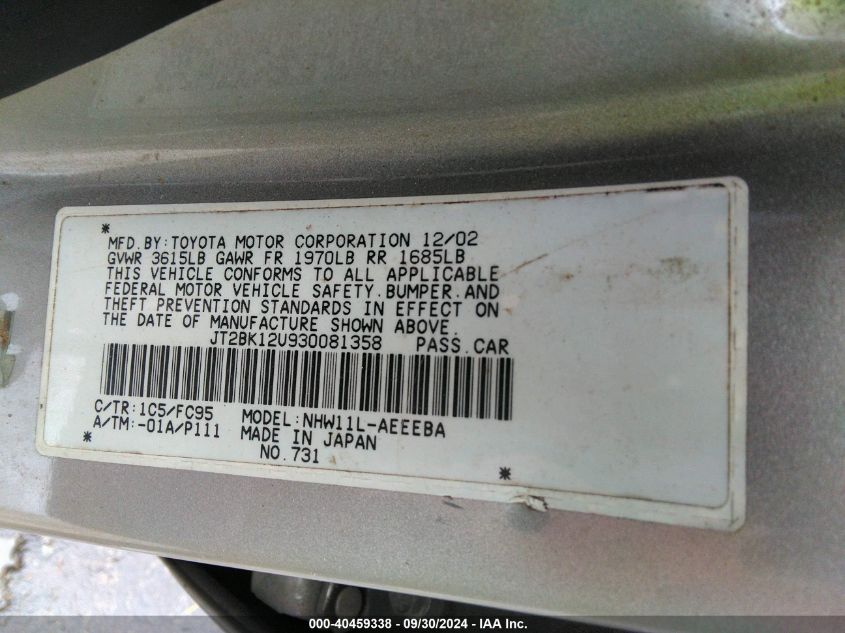 *
MFD.BY:TOYOTA MOTOR CORPORATION 12/02
GVWR 3615LB GAWR FR 1970LB RR 1685LB
THIS VEHICLE CONFORMS TO ALL APPLICABLE
FEDERAL MOTOR VEHICLE SAFETY.BUMPER.AND
THEFT PREVENTION STANDARDS IN EFFECT ON
THE DATE OF MANUFACTURE SHOWN ABOVE.
JT2BK12U930081358 PASS.CAR
C/TR:1C5/FC95 MODEL:NHW11L-AEEEBA
A/TM:-01A/P111 MADE IN JAPAN
* NO.731 *
000-40459338 - 09/30/2024 - IAA Inc.